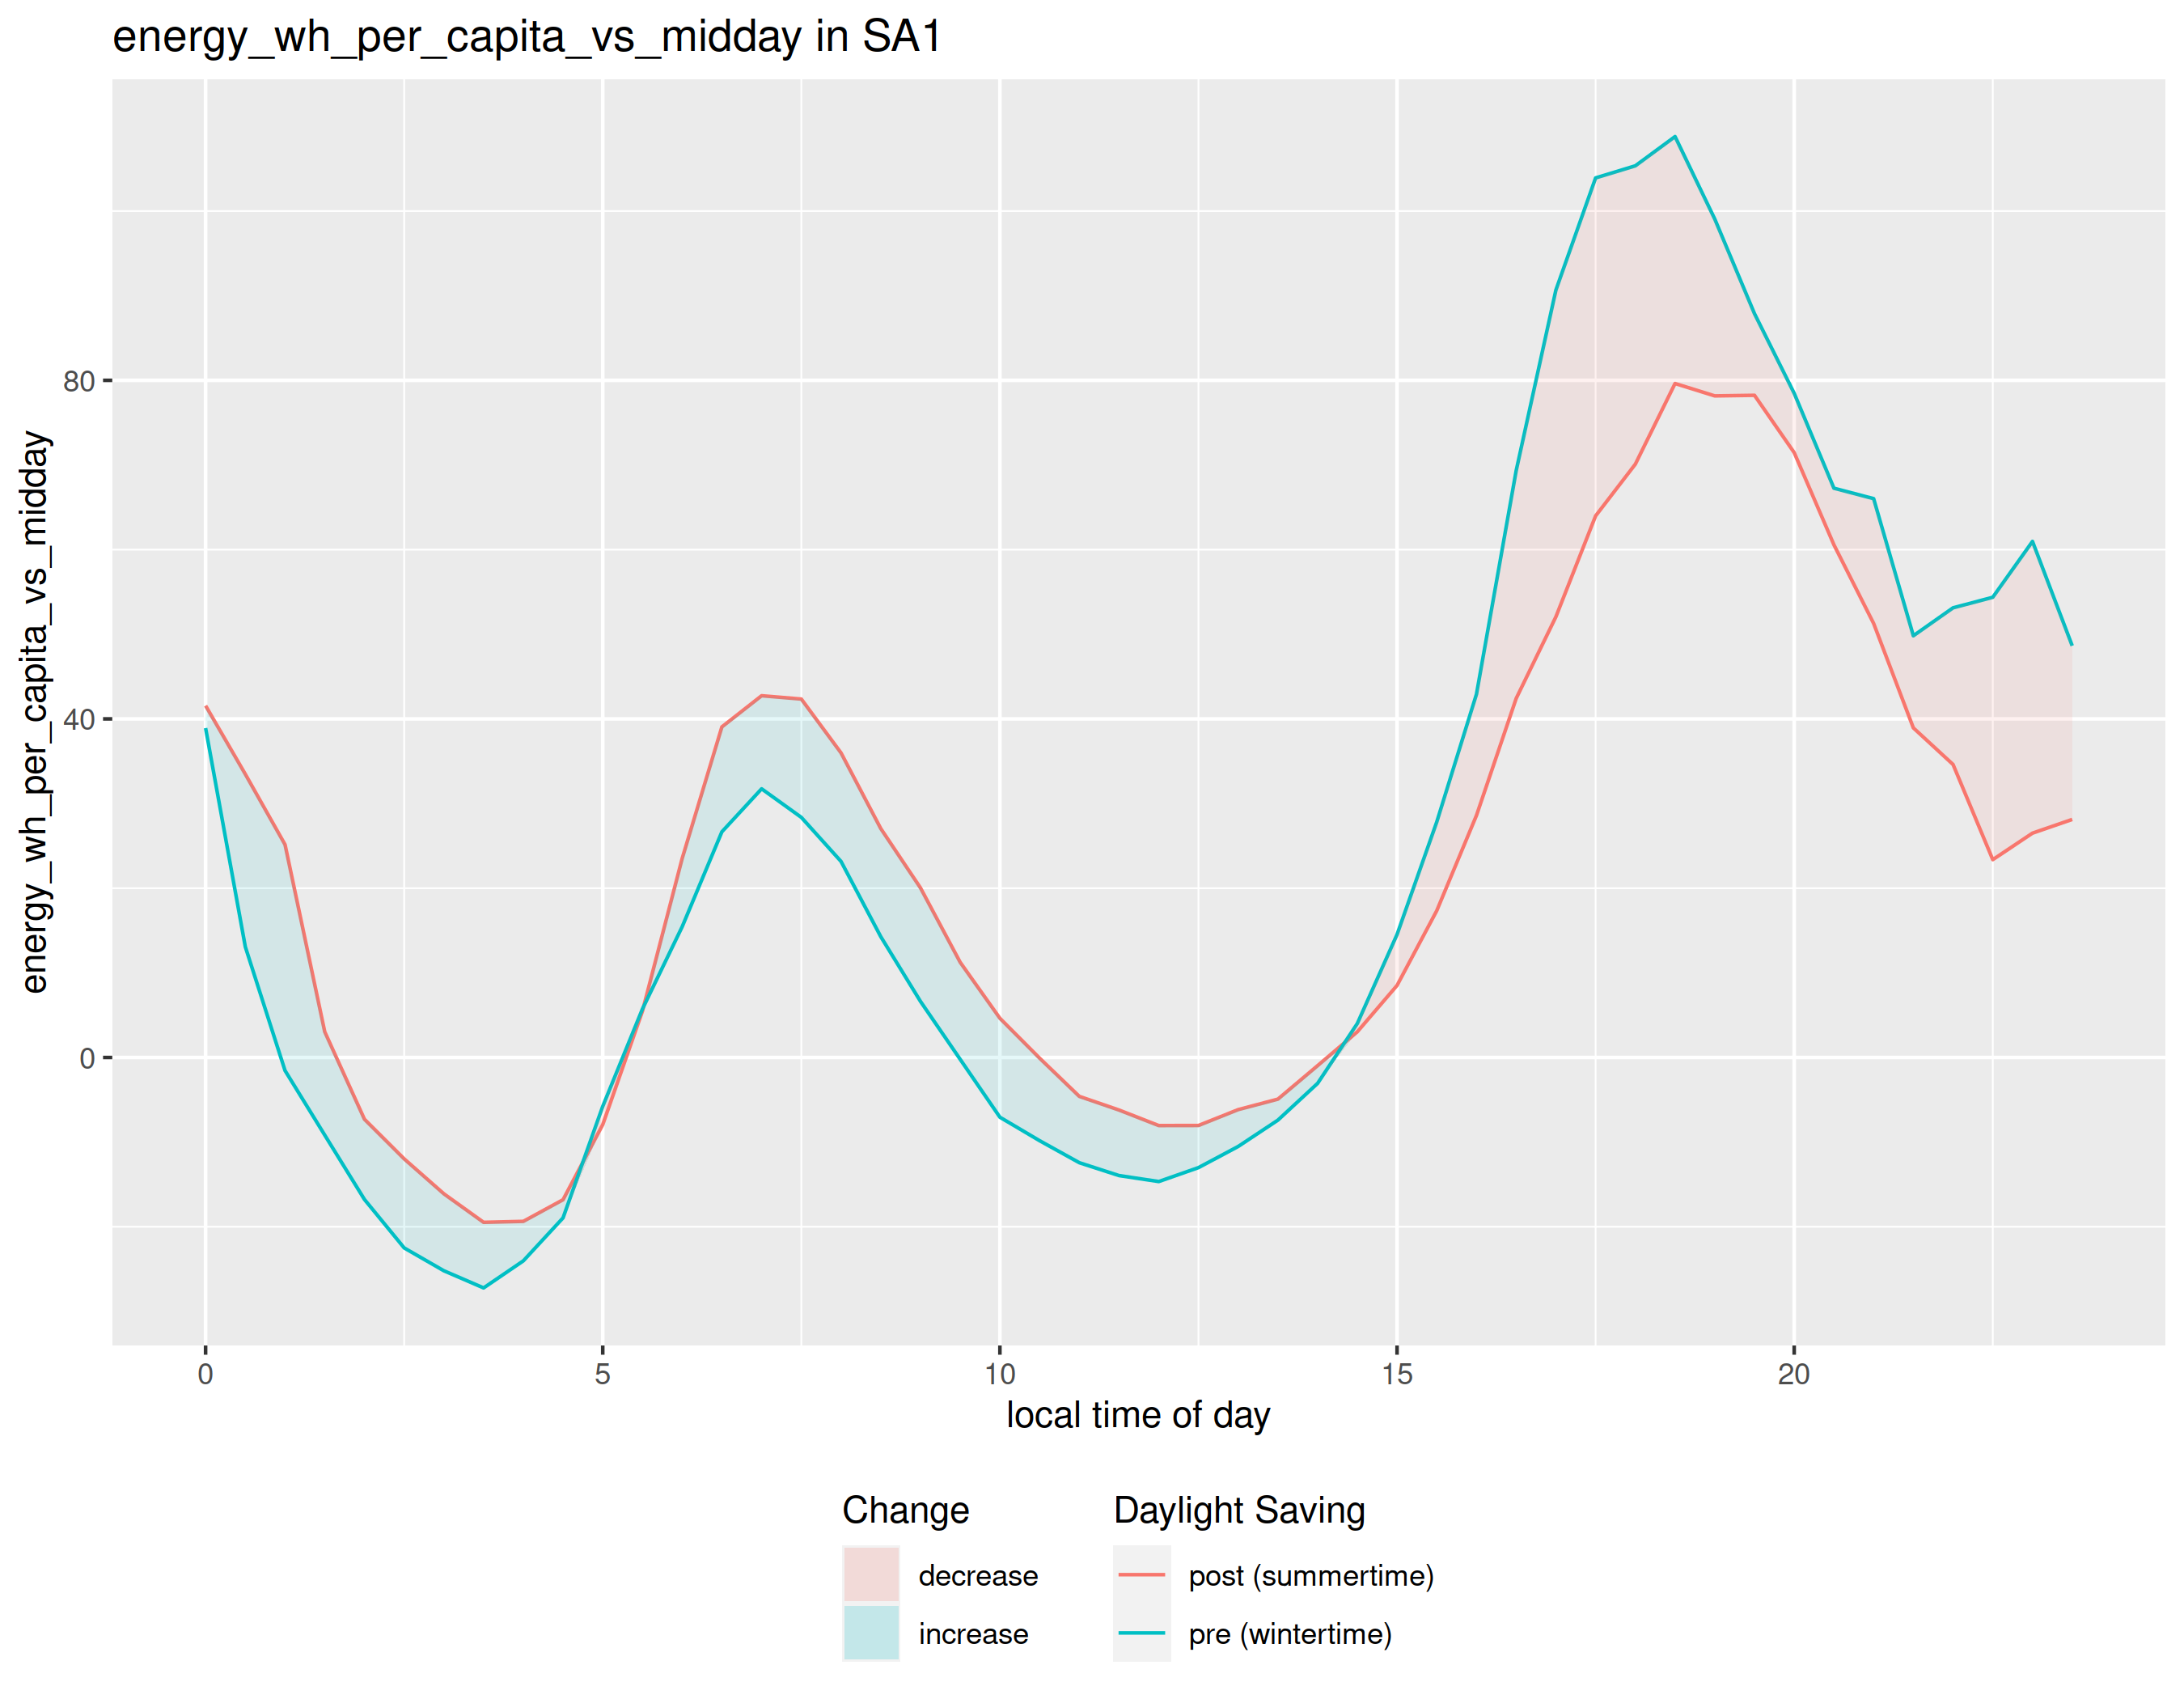 energy_wh_per_capita_vs_midday in SA1
energy_wh_per_capita_vs_midday
80
40
0
0
5
10
15
20
local time of day
Change
decrease
increase
Daylight Saving
post (summertime)
pre (wintertime)